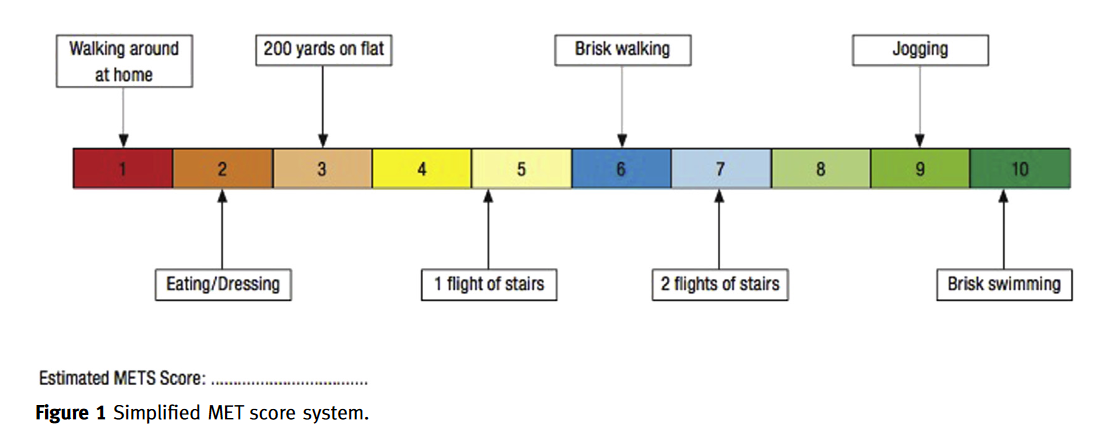 Walking around
at home
200 yards on flat
Brisk walking
Jogging
1 2 3 4 5 6 7 8 9 10
Eating/Dressing
1 flight of stairs
2 flights of stairs
Brisk swimming
Estimated METS Score: ..................................
Figure 1 Simplified MET score system.